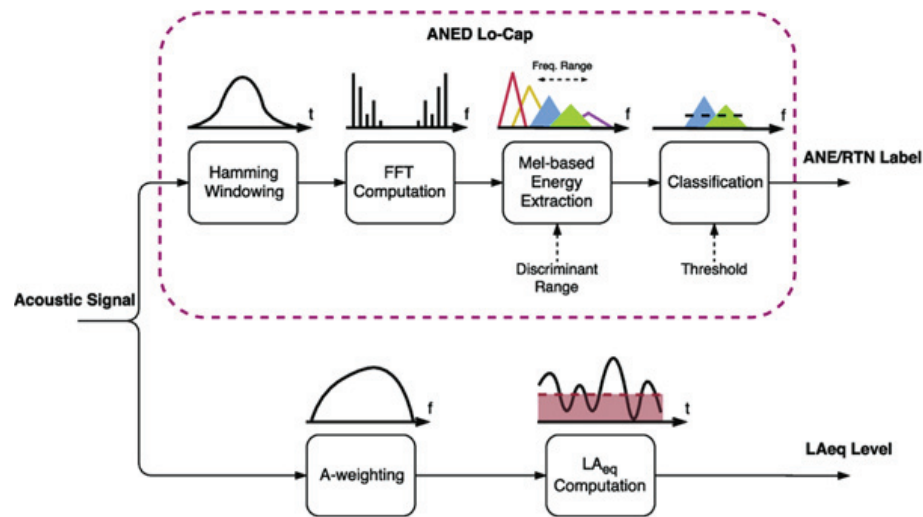 ANED Lo-Cap
Freq. Range
t
f
f
f
Hamming
Windowing
FFT
Computation
Mel-based
Energy
Extraction
Classification
ANE/RTN Label
Discriminant
Range
Threshold
Acoustic Signal
f
t
A-weighting
LAeq
Computation
LAeq Level